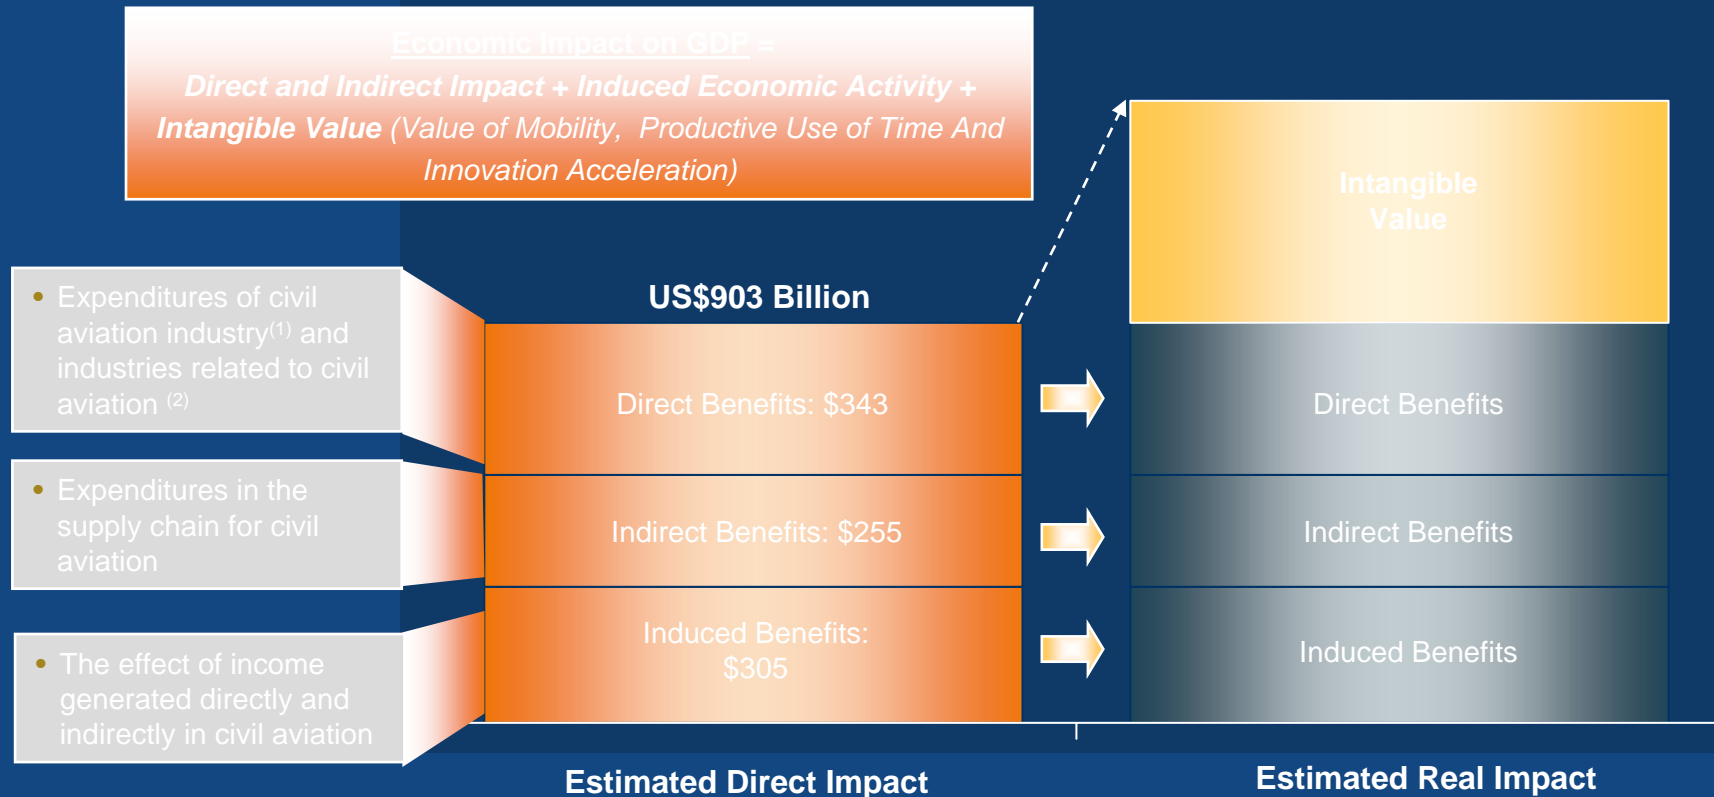 Economic Impact on GDP =
Direct and Indirect Impact + Induced Economic Activity +
Intangible Value (Value of Mobility, Productive Use of Time And
Innovation Acceleration)
Intangible
Value
US$903 Billion
• Expenditures of civil
aviation industry(1) and
industries related to civil
aviation (2)
Direct Benefits: $343
Direct Benefits
• Expenditures in the
supply chain for civil
aviation
Indirect Benefits: $255
Indirect Benefits
• The effect of income
generated directly and
indirectly in civil aviation
Induced Benefits:
$305
Induced Benefits
Estimated Direct Impact
Estimated Real Impact